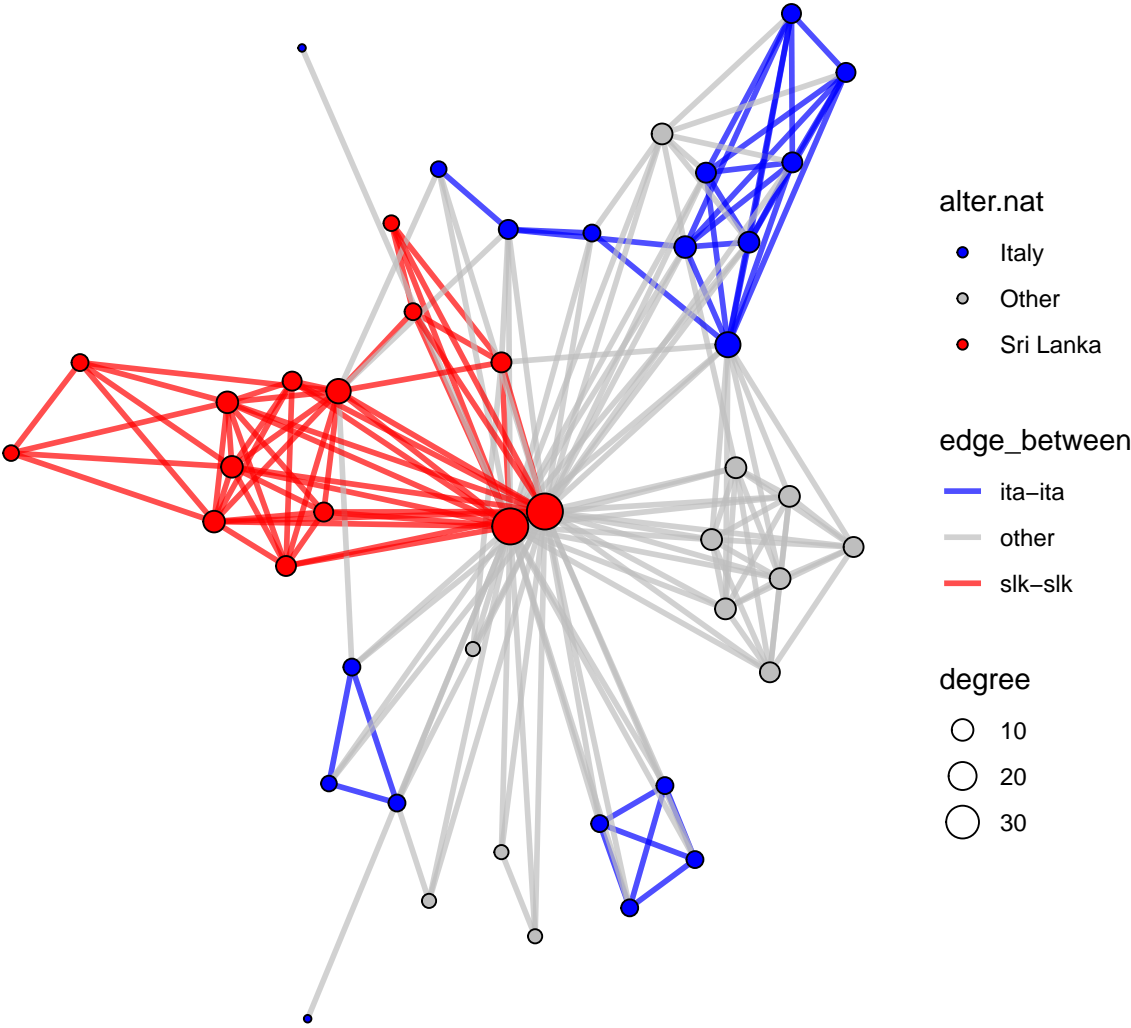 alter.nat
Italy
Other
Sri Lanka
edge_between
ita−ita
other
slk−slk
degree
10
20
30